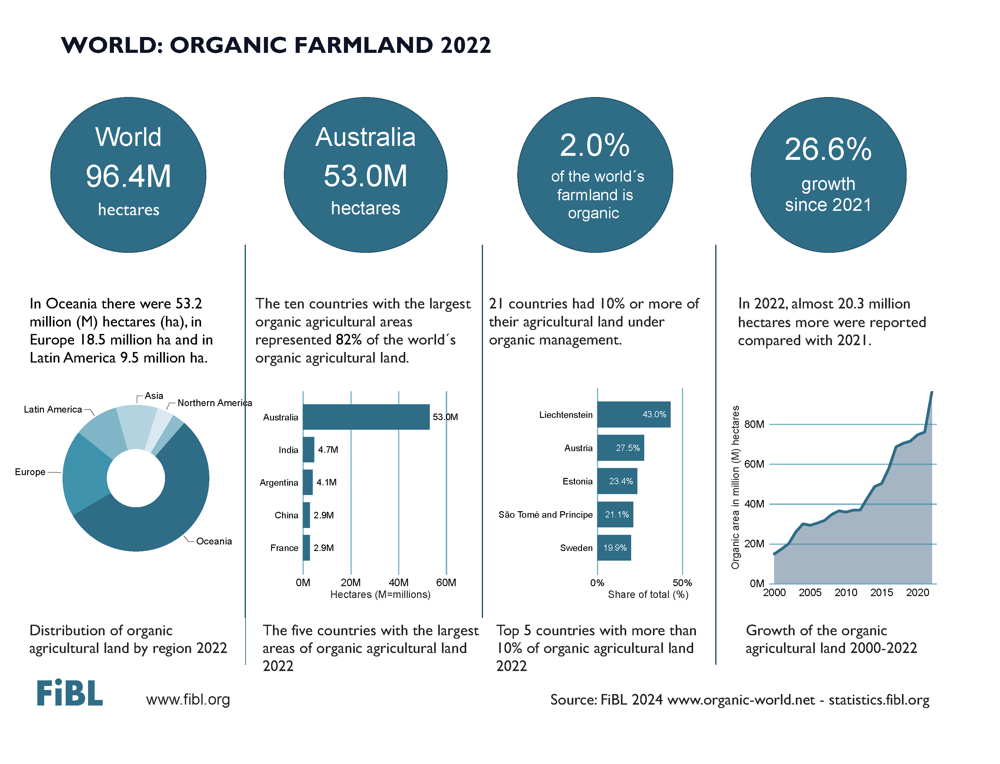 WORLD: ORGANIC FARMLAND 2022
World
96.4M
hectares
Australia
53.0M
hectares
2.0%
of the world´s
farmland is
organic
26.6%
growth
since 2021
In Oceania there were 53.2
million (M) hectares (ha), in
Europe 18.5 million ha and in
Latin America 9.5 million ha.
The ten countries with the largest
organic agricultural areas
represented 82% of the world´s
organic agricultural land.
21 countries had 10% or more of
their agricultural land under
organic management.
In 2022, almost 20.3 million
hectares more were reported
compared with 2021.
Asia
Northern America
Latin America
Europe
Oceania
Australia
53.0M
India
4.7M
Argentina
4.1M
China
2.9M
France
2.9M
0M 20M 40M 60M
Hectares (M=millions)
Liechtenstein
43.0%
Austria
27.5%
Estonia
23.4%
São Tomé and Príncipe
21.1%
Sweden
19.9%
0% 50%
Share of total (%)
Organic area in million (M) hectares
80M
60M
40M
20M
0M
2000 2005 2010 2015 2020
Distribution of organic
agricultural land by region 2022
The five countries with the largest
areas of organic agricultural land
2022
Top 5 countries with more than
10% of organic agricultural land
2022
Growth of the organic
agricultural land 2000-2022
FiBL
www.fibl.org
Source: FiBL 2024 www.organic-world.net - statistics.fibl.org